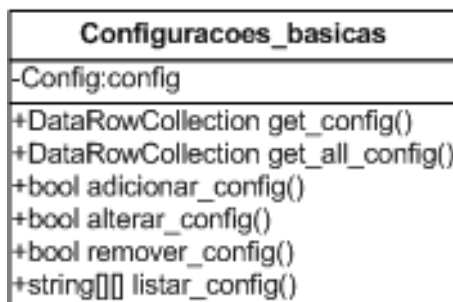 Configuracoes_basicas
-Config:config
+DataRowCollection get_config()
+DataRowCollection get_all_config()
+bool adicionar_config()
+bool alterar_config()
+bool remover_config()
+string[][] listar_config()